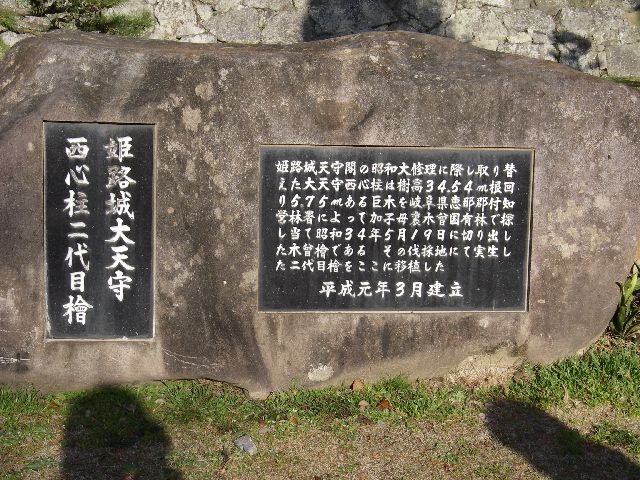 姫路城大天守
西心柱二代目檜
姫路城天守閣の昭和大修理に際し取り替
えた大天守西心柱は樹高34.54m根回
り5.75mある巨木を岐阜県恵那郡付知
営林署によって加子母裏木曾国有林で探
し当て昭和34年5月19日に切り出し
た木曾檜である その伐採地にて実生し
た二代目檜をここに移植した
平成元年3月建立